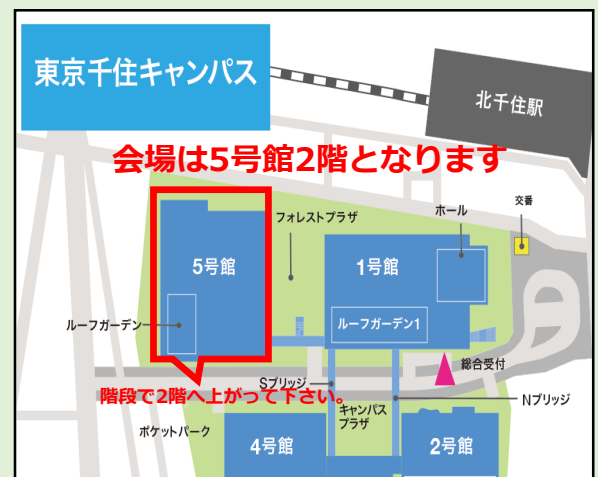 東京千住キャンパス
北千住駅
会場は5号館2階となります
交番
ホール
フォレストプラザ
5号館
1号館
ルーフガーデン
ルーフガーデン1
総合受付
Sブリッジ
階段で2階へ上がって下さい。
Nブリッジ
キャンパス
プラザ
ポケットパーク
4号館
2号館